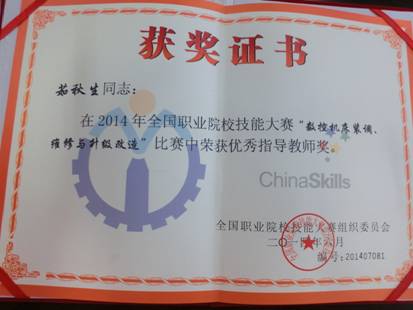 获奖证书
茹秋生同志：
在2014年全国职业院校技能大赛“数控机床装调、
维修与升级改造”比赛中荣获优秀指导教师奖。
ChinaSkills
全国职业院校技能大赛组织委员会
二〇一四年六月
编号:201407081